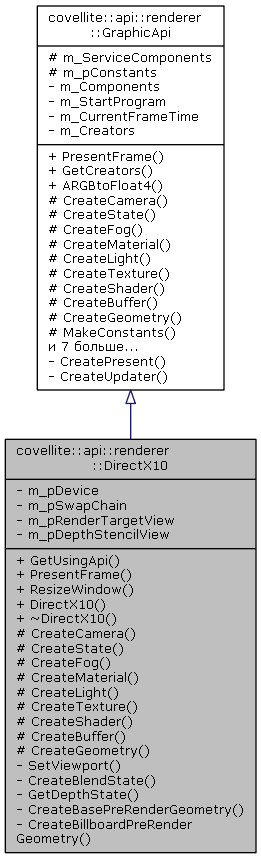 covellite::api::renderer
::GraphicApi
# m_ServiceComponents
# m_pConstants
- m_Components
- m_StartProgram
- m_CurrentFrameTime
- m_Creators
+ PresentFrame()
+ GetCreators()
+ ARGBtoFloat4()
# CreateCamera()
# CreateState()
# CreateFog()
# CreateMaterial()
# CreateLight()
# CreateTexture()
# CreateShader()
# CreateBuffer()
# CreateGeometry()
# MakeConstants()
и 7 больше...
- CreatePresent()
- CreateUpdater()
covellite::api::renderer
::DirectX10
- m_pDevice
- m_pSwapChain
- m_pRenderTargetView
- m_pDepthStencilView
+ GetUsingApi()
+ PresentFrame()
+ ResizeWindow()
+ DirectX10()
+ ~DirectX10()
# CreateCamera()
# CreateState()
# CreateFog()
# CreateMaterial()
# CreateLight()
# CreateTexture()
# CreateShader()
# CreateBuffer()
# CreateGeometry()
- SetViewport()
- CreateBlendState()
- GetDepthState()
- CreateBasePreRenderGeometry()
- CreateBillboardPreRender
Geometry()